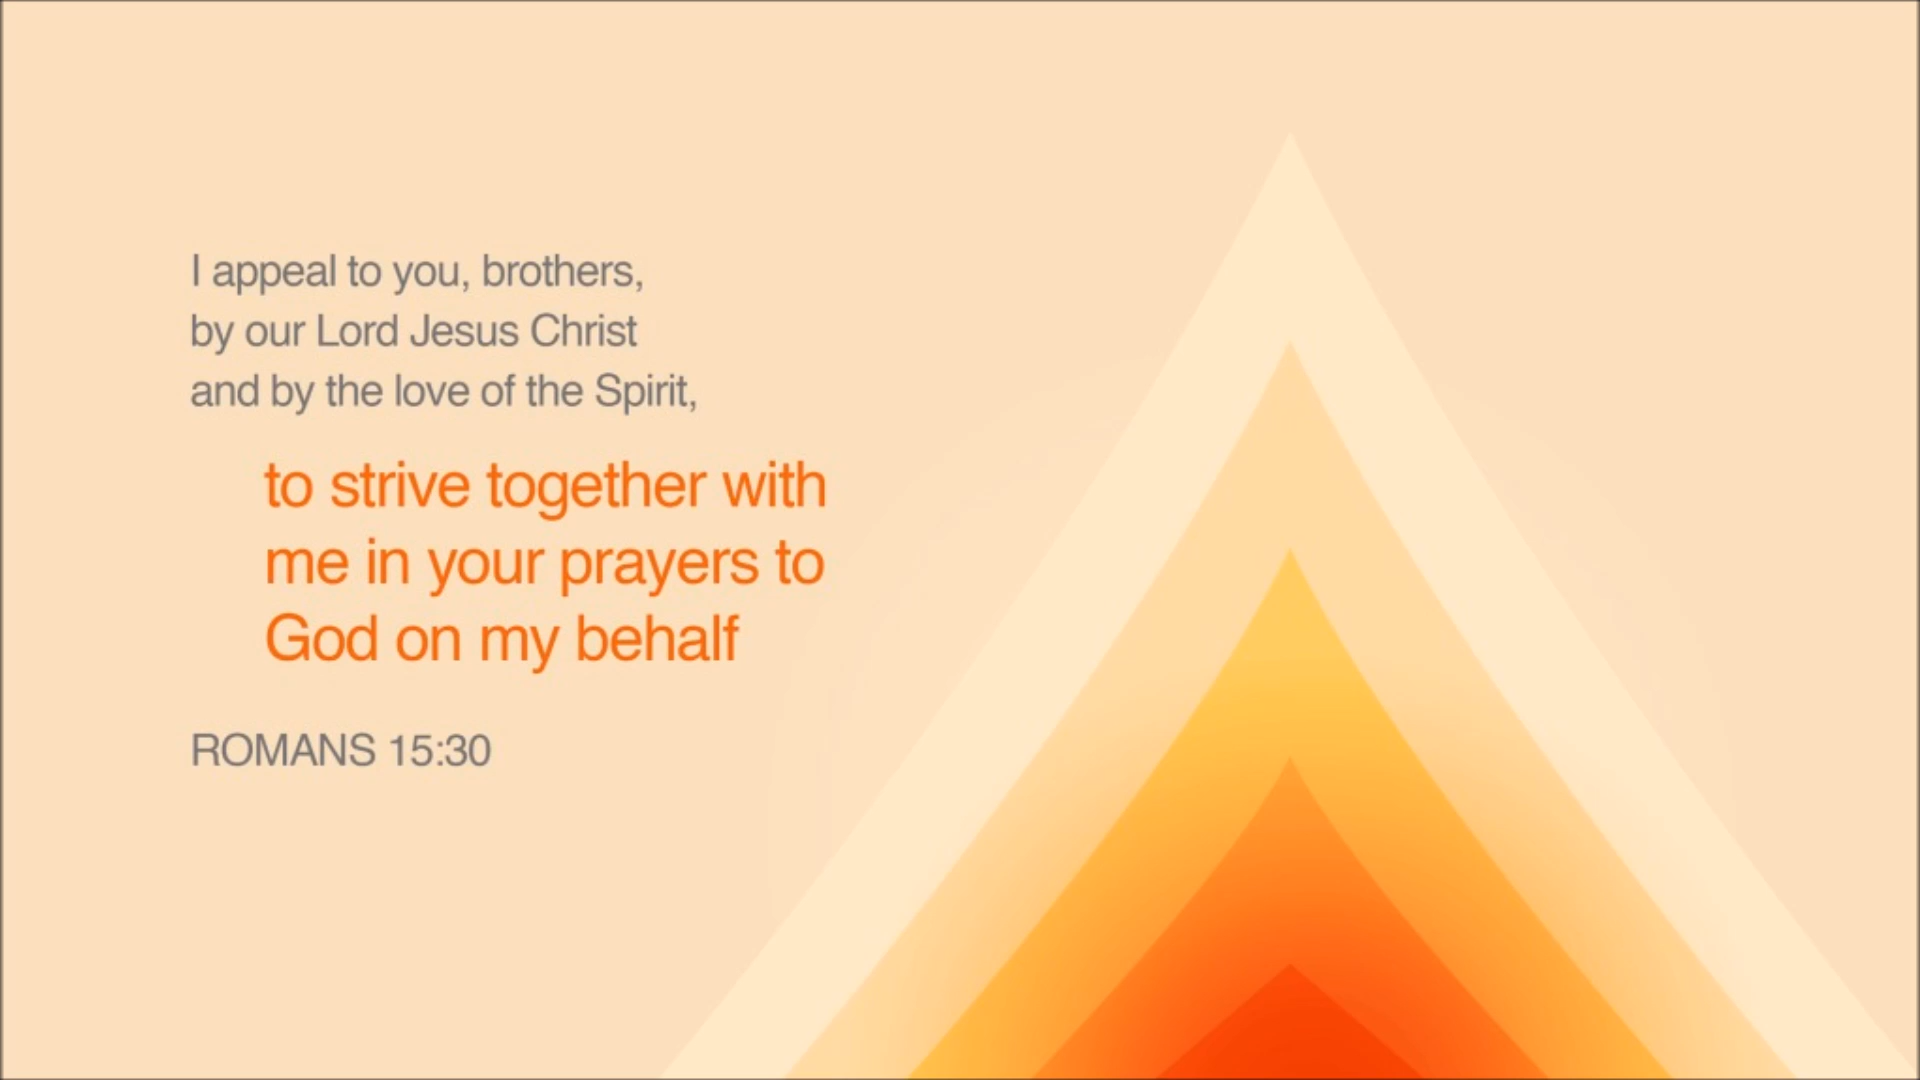 I appeal to you, brothers,
by our Lord Jesus Christ
and by the love of the Spirit,
to strive together with
me in your prayers to
God on my behalf
ROMANS 15:30